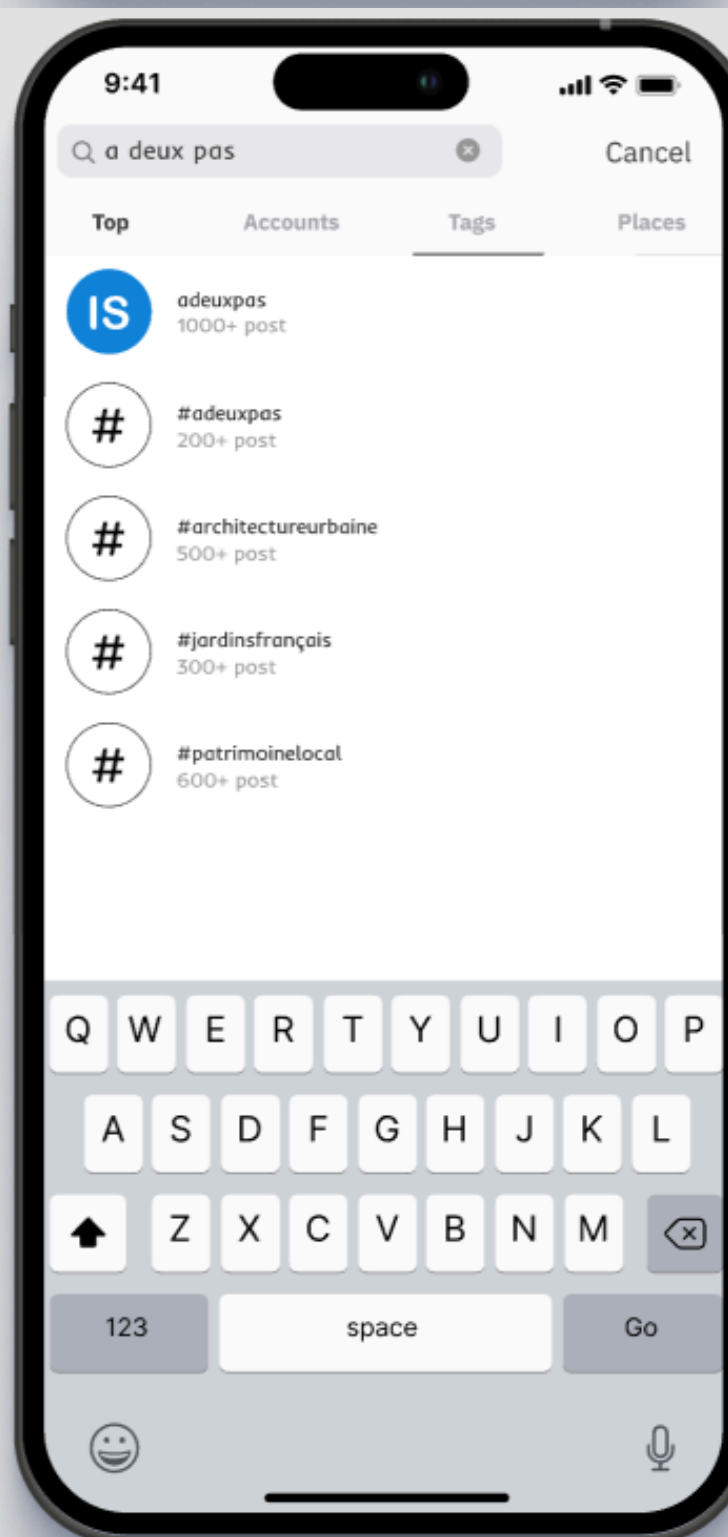 9:41
a deux pas
Cancel
Top Accounts Tags Places
IS
adeuxpas
1000+ post
#
#adeuxpas
200+ post
#
#architectureurbaine
500+ post
#
#jardinsfrançais
300+ post
#
#patrimoinelocal
600+ post
Q W E R T Y U I O P
A S D F G H J K L
Z X C V B N M
123 space Go